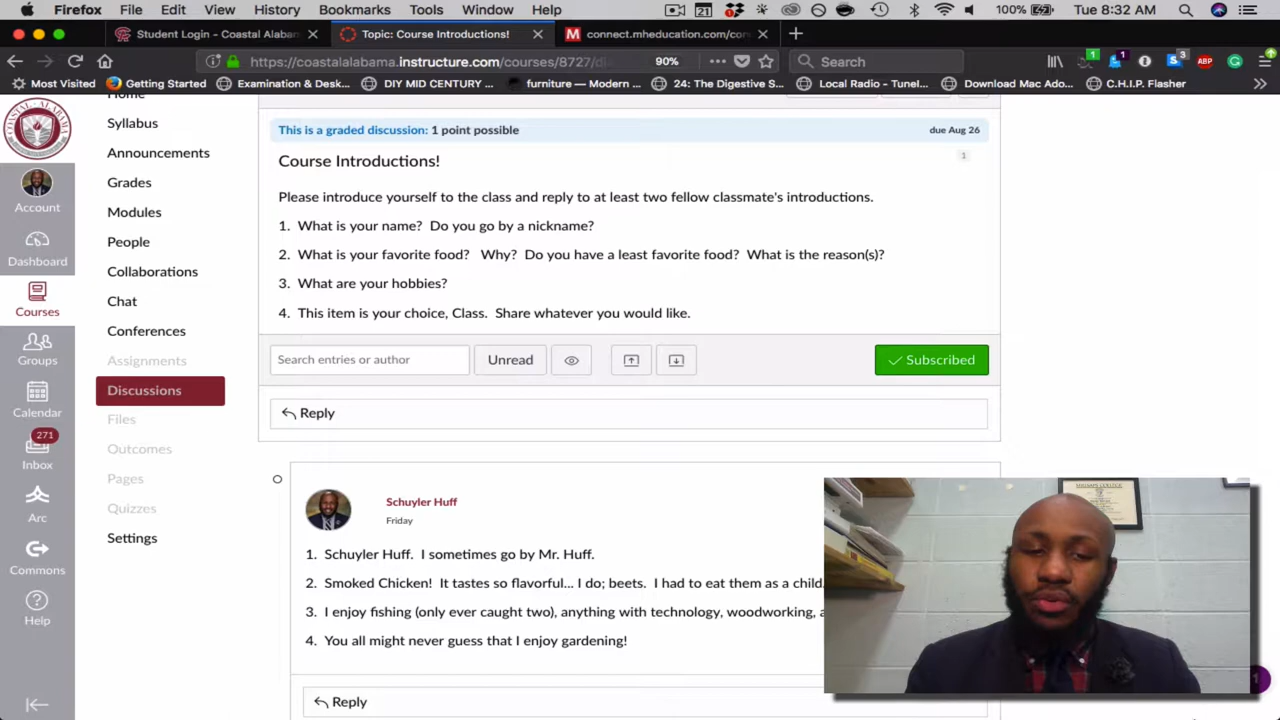 Firefox File Edit View History Bookmarks Tools Window Help 21 100% Tue 8:32 AM
Student Login - Coastal Alabam Topic: Course Introductions! M connect.mheducation.com/con
https://coastalalabama.instructure.com/courses/8727/di 90% Search 1 1 3 ABP
Most Visited Getting Started Examination & Desk... DIY MID CENTURY ... furniture — Modern ... 24: The Digestive S... Local Radio - Tunel... Download Mac Ado... C.H.I.P. Flasher
Home
Syllabus
Announcements
Grades
Modules
People
Collaborations
Chat
Conferences
Assignments
Discussions
Files
Outcomes
Pages
Quizzes
Settings
Account
Dashboard
Courses
Groups
Calendar
271
Inbox
Arc
Commons
Help
This is a graded discussion: 1 point possible due Aug 26
Course Introductions! 1
Please introduce yourself to the class and reply to at least two fellow classmate's introductions.
1. What is your name? Do you go by a nickname?
2. What is your favorite food? Why? Do you have a least favorite food? What is the reason(s)?
3. What are your hobbies?
4. This item is your choice, Class. Share whatever you would like.
Search entries or author Unread Subscribed
Reply
Schuyler Huff
Friday
1. Schuyler Huff. I sometimes go by Mr. Huff.
2. Smoked Chicken! It tastes so flavorful... I do; beets. I had to eat them as a child.
3. I enjoy fishing (only ever caught two), anything with technology, woodworking, a
4. You all might never guess that I enjoy gardening!
Reply